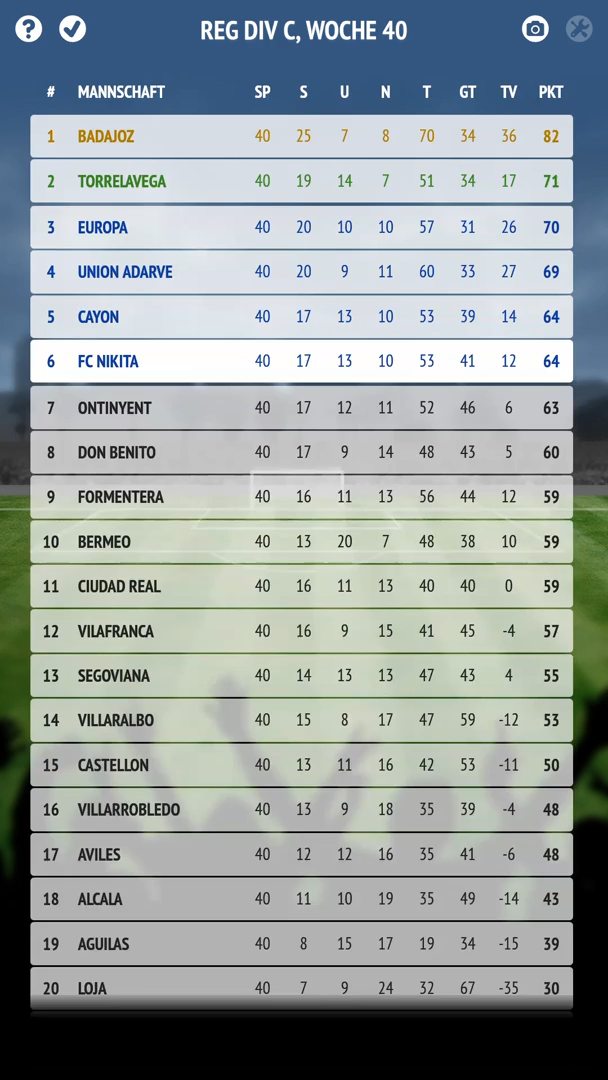 REG DIV C, WOCHE 40
# MANNSCHAFT SP S U N T GT TV PKT
1 BADAJOZ 40 25 7 8 70 34 36 82
2 TORRELAVEGA 40 19 14 7 51 34 17 71
3 EUROPA 40 20 10 10 57 31 26 70
4 UNION ADARVE 40 20 9 11 60 33 27 69
5 CAYON 40 17 13 10 53 39 14 64
6 FC NIKITA 40 17 13 10 53 41 12 64
7 ONTINYENT 40 17 12 11 52 46 6 63
8 DON BENITO 40 17 9 14 48 43 5 60
9 FORMENTERA 40 16 11 13 56 44 12 59
10 BERMEO 40 13 20 7 48 38 10 59
11 CIUDAD REAL 40 16 11 13 40 40 0 59
12 VILAFRANCA 40 16 9 15 41 45 -4 57
13 SEGOVIANA 40 14 13 13 47 43 4 55
14 VILLARALBO 40 15 8 17 47 59 -12 53
15 CASTELLON 40 13 11 16 42 53 -11 50
16 VILLARROBLEDO 40 13 9 18 35 39 -4 48
17 AVILES 40 12 12 16 35 41 -6 48
18 ALCALA 40 11 10 19 35 49 -14 43
19 AGUILAS 40 8 15 17 19 34 -15 39
20 LOJA 40 7 9 24 32 67 -35 30